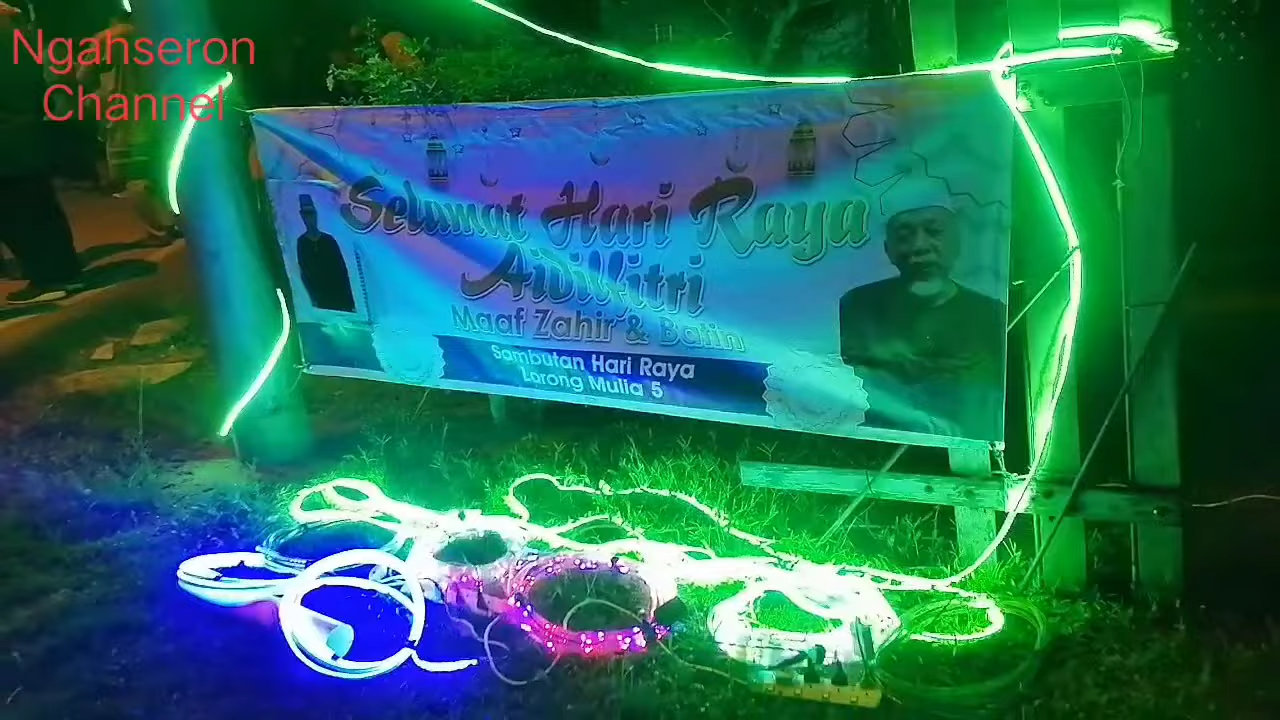 Ngahseron
Channel
Selamat Hari Raya
Aidilfitri
Maaf Zahir & Batin
Sambutan Hari Raya
Lorong Mulia 5